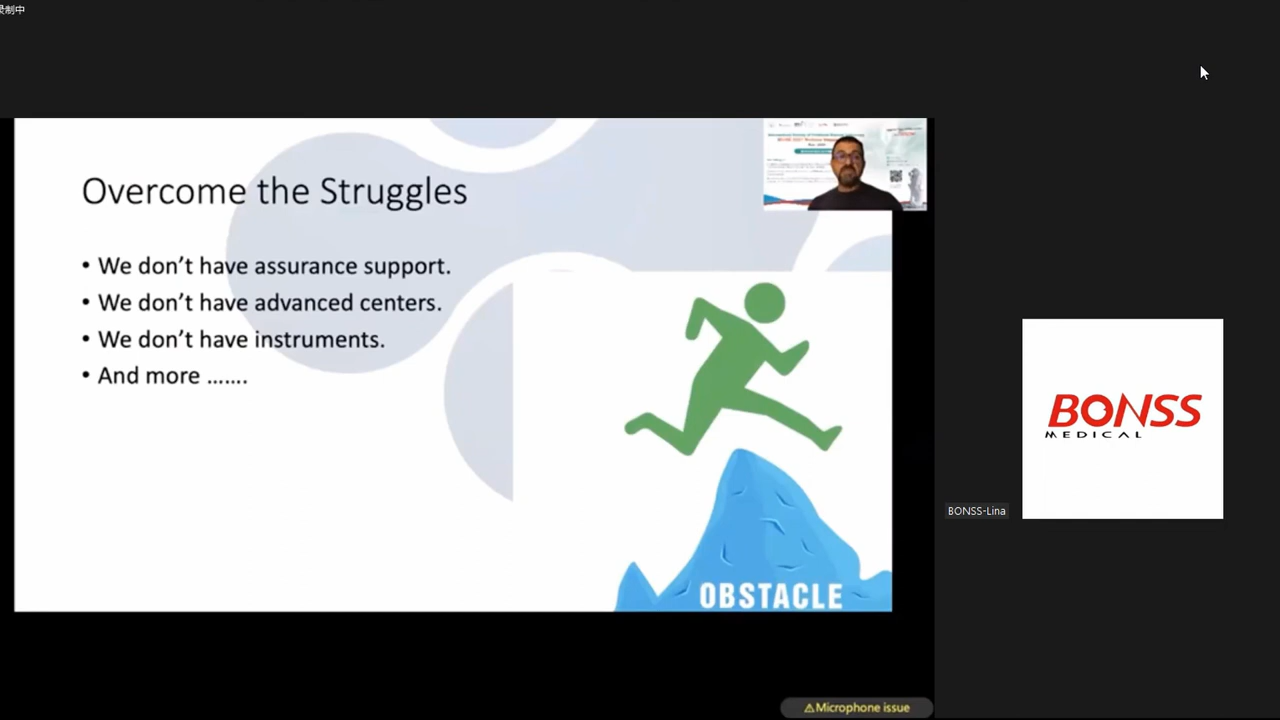 录制中
Overcome the Struggles
• We don't have assurance support.
• We don't have advanced centers.
• We don't have instruments.
• And more …….
OBSTACLE
BONSS
MEDICAL
BONSS-Lina
⚠Microphone issue